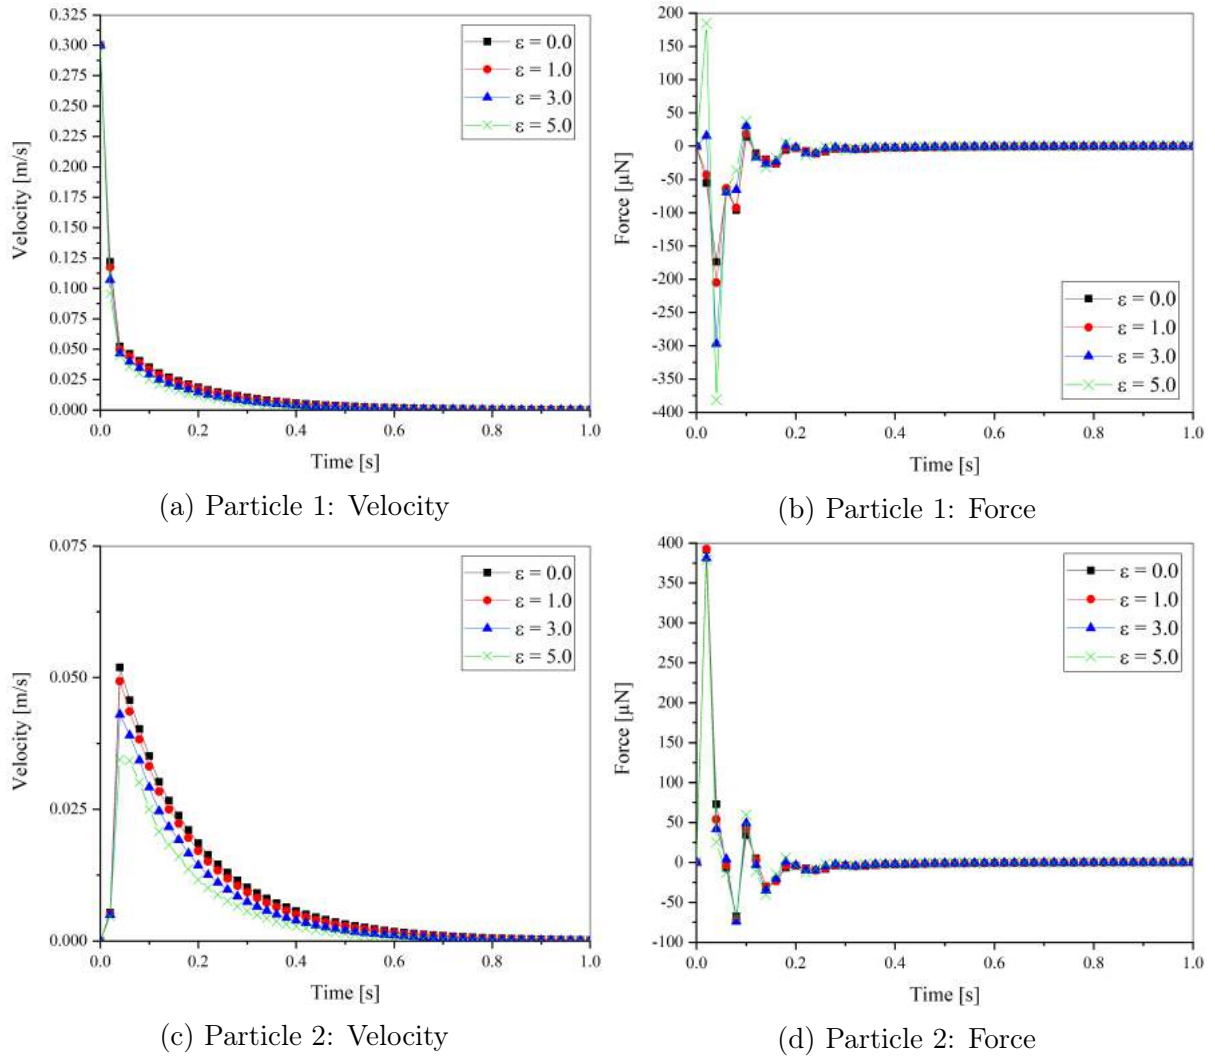 0.325
0.300
0.275
0.250
0.225
0.200
0.175
0.150
0.125
0.100
0.075
0.050
0.025
0.000
Velocity [m/s]
ε = 0.0
ε = 1.0
ε = 3.0
ε = 5.0
0.0 0.2 0.4 0.6 0.8 1.0
Time [s]
(a) Particle 1: Velocity
200
150
100
50
0
-50
-100
-150
-200
-250
-300
-350
-400
Force [µN]
ε = 0.0
ε = 1.0
ε = 3.0
ε = 5.0
0.0 0.2 0.4 0.6 0.8 1.0
Time [s]
(b) Particle 1: Force
0.075
0.050
0.025
0.000
Velocity [m/s]
ε = 0.0
ε = 1.0
ε = 3.0
ε = 5.0
0.0 0.2 0.4 0.6 0.8 1.0
Time [s]
(c) Particle 2: Velocity
400
350
300
250
200
150
100
50
0
-50
-100
Force [µN]
ε = 0.0
ε = 1.0
ε = 3.0
ε = 5.0
0.0 0.2 0.4 0.6 0.8 1.0
Time [s]
(d) Particle 2: Force